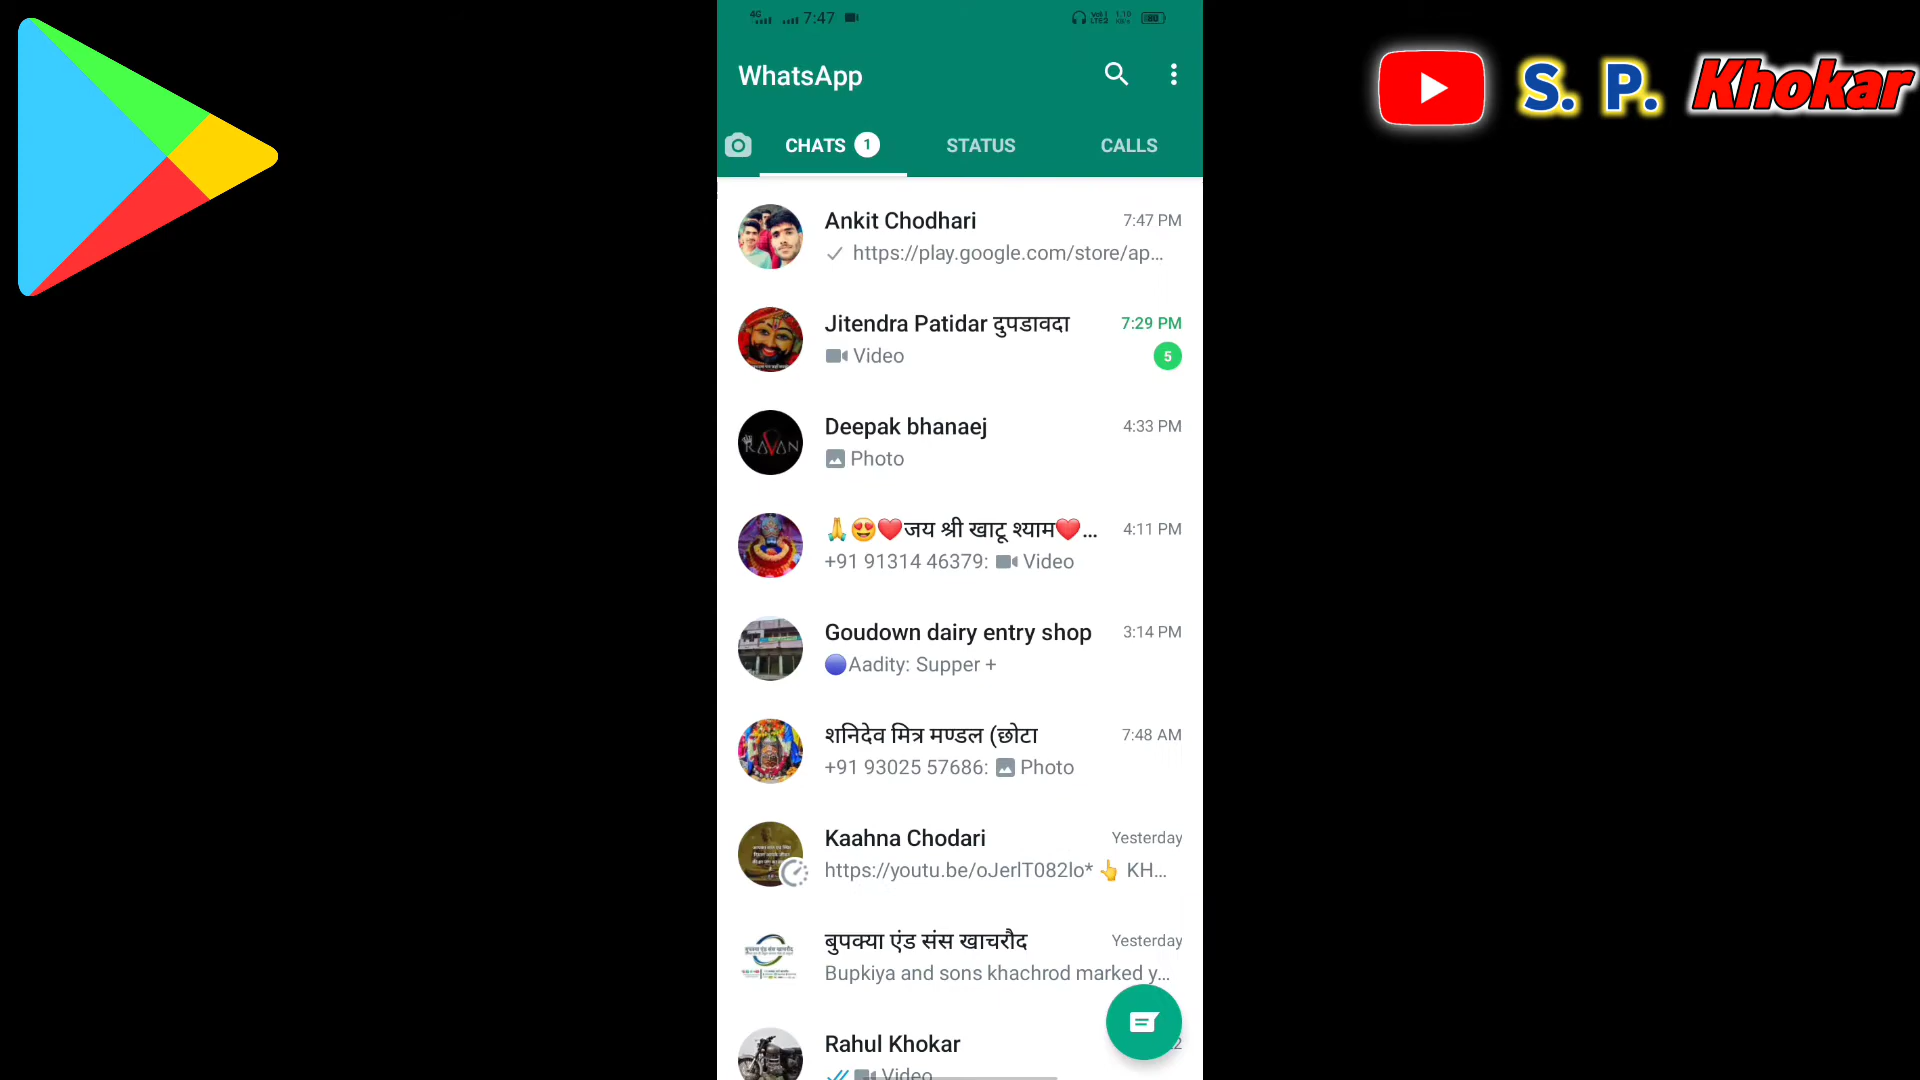 4G 7:47 80
S. P. Khokar
WhatsApp
CHATS 1 STATUS CALLS
Ankit Chodhari 7:47 PM
https://play.google.com/store/ap...
Jitendra Patidar दुपडावदा 7:29 PM
Video 5
Deepak bhanaej 4:33 PM
RAVAN
Photo
🙏😍❤️जय श्री खाटू श्याम❤️... 4:11 PM
+91 91314 46379: Video
Goudown dairy entry shop 3:14 PM
🔵Aadity: Supper +
शनिदेव मित्र मण्डल (छोटा 7:48 AM
+91 93025 57686: Photo
Kaahna Chodari Yesterday
https://youtu.be/oJerlT082lo* 👆 KH...
बुपक्या एंड संस खाचरौद Yesterday
Bupkiya and sons khachrod marked y...
Rahul Khokar
Video